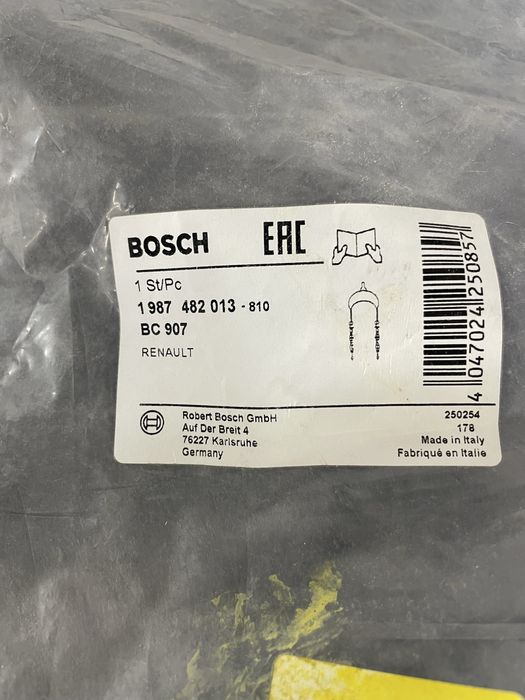 BOSCH EAC
1 St/Pc
1 987 482 013 - 810
BC 907
RENAULT
Robert Bosch GmbH
Auf Der Breit 4
76227 Karlsruhe
Germany
250254
178
Made in Italy
Fabriqué en Italie
4 047024 250857